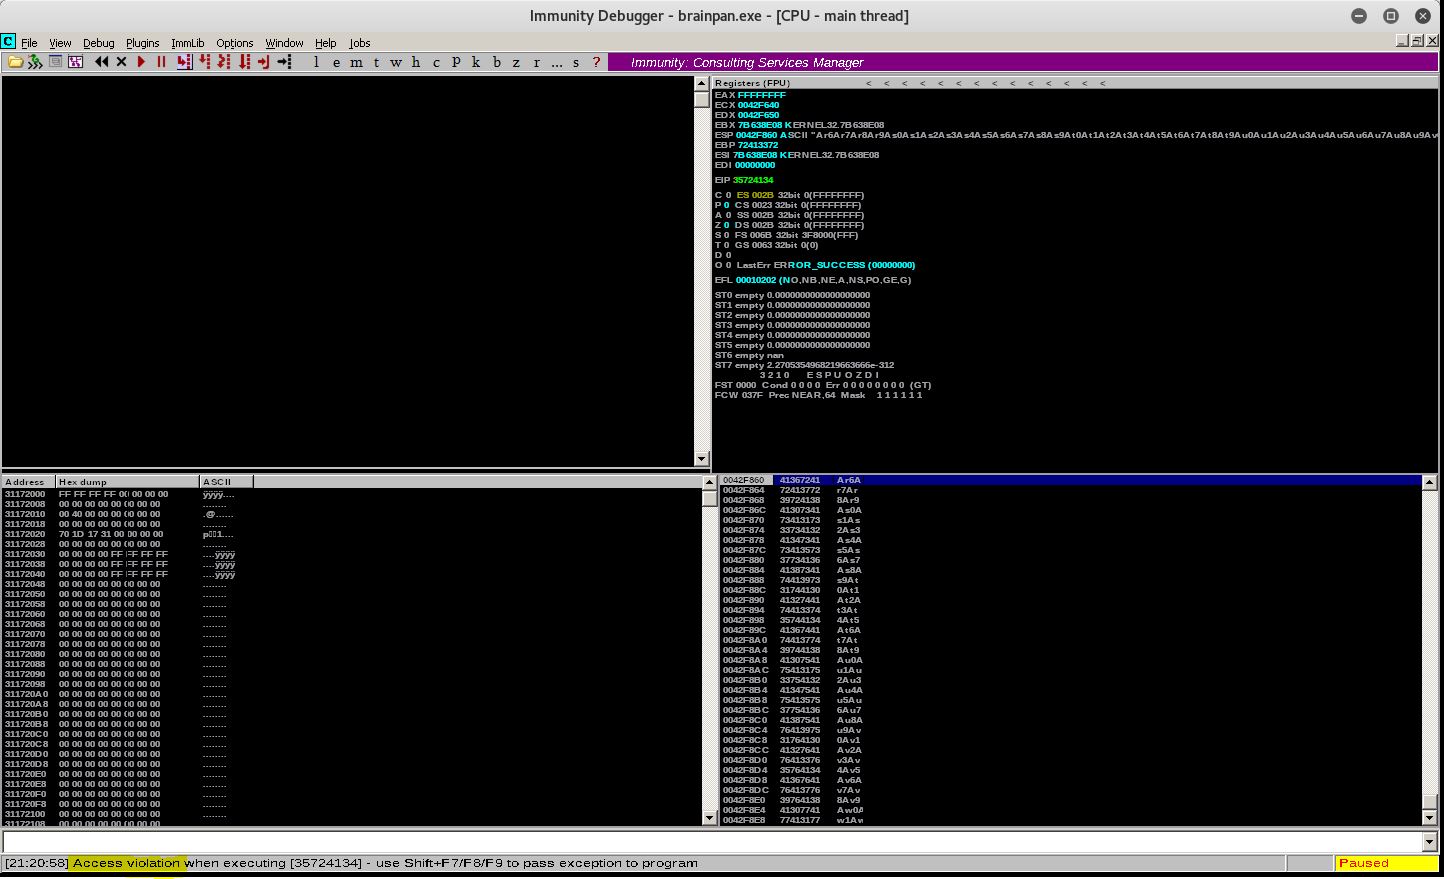 Immunity Debugger - brainpan.exe - [CPU - main thread]
C File View Debug Plugins ImmLib Options Window Help Jobs
l e m t w h c p k b z r ... s ? Immunity: Consulting Services Manager
Registers (FPU) < < < < < < < < < < < < < <
EAX FFFFFFFF
ECX 0042F640
EDX 0042F650
EBX 7B638E08 KERNEL32.7B638E08
ESP 0042F860 ASCII "Ar6Ar7Ar8Ar9As0As1As2As3As4As5As6As7As8As9At0At1At2At3At4At5At6At7At8At9Au0Au1Au2Au3Au4Au5Au6Au7Au8Au9Av
EBP 72413372
ESI 7B638E08 KERNEL32.7B638E08
EDI 00000000
EIP 35724134
C 0 ES 002B 32bit 0(FFFFFFFF)
P 0 CS 0023 32bit 0(FFFFFFFF)
A 0 SS 002B 32bit 0(FFFFFFFF)
Z 0 DS 002B 32bit 0(FFFFFFFF)
S 0 FS 006B 32bit 3F8000(FFF)
T 0 GS 0063 32bit 0(0)
D 0
O 0 LastErr ERROR_SUCCESS (00000000)
EFL 00010202 (NO,NB,NE,A,NS,PO,GE,G)
ST0 empty 0.0000000000000000000
ST1 empty 0.0000000000000000000
ST2 empty 0.0000000000000000000
ST3 empty 0.0000000000000000000
ST4 empty 0.0000000000000000000
ST5 empty 0.0000000000000000000
ST6 empty nan
ST7 empty 2.2705354968219663666e-312
3 2 1 0 E S P U O Z D I
FST 0000 Cond 0 0 0 0 Err 0 0 0 0 0 0 0 0 (GT)
FCW 037F Prec NEAR,64 Mask 1 1 1 1 1 1
Address Hex dump ASCII
31172000 FF FF FF FF 00 00 00 00 ÿÿÿÿ....
31172008 00 00 00 00 00 00 00 00 ........
31172010 00 40 00 00 00 00 00 00 .@......
31172018 00 00 00 00 00 00 00 00 ........
31172020 70 1D 17 31 00 00 00 00 p 1....
31172028 00 00 00 00 00 00 00 00 ........
31172030 00 00 00 00 FF FF FF FF ....ÿÿÿÿ
31172038 00 00 00 00 FF FF FF FF ....ÿÿÿÿ
31172040 00 00 00 00 FF FF FF FF ....ÿÿÿÿ
31172048 00 00 00 00 00 00 00 00 ........
31172050 00 00 00 00 00 00 00 00 ........
31172058 00 00 00 00 00 00 00 00 ........
31172060 00 00 00 00 00 00 00 00 ........
31172068 00 00 00 00 00 00 00 00 ........
31172070 00 00 00 00 00 00 00 00 ........
31172078 00 00 00 00 00 00 00 00 ........
31172080 00 00 00 00 00 00 00 00 ........
31172088 00 00 00 00 00 00 00 00 ........
31172090 00 00 00 00 00 00 00 00 ........
31172098 00 00 00 00 00 00 00 00 ........
311720A0 00 00 00 00 00 00 00 00 ........
311720A8 00 00 00 00 00 00 00 00 ........
311720B0 00 00 00 00 00 00 00 00 ........
311720B8 00 00 00 00 00 00 00 00 ........
311720C0 00 00 00 00 00 00 00 00 ........
311720C8 00 00 00 00 00 00 00 00 ........
311720D0 00 00 00 00 00 00 00 00 ........
311720D8 00 00 00 00 00 00 00 00 ........
311720E0 00 00 00 00 00 00 00 00 ........
311720E8 00 00 00 00 00 00 00 00 ........
311720F0 00 00 00 00 00 00 00 00 ........
311720F8 00 00 00 00 00 00 00 00 ........
31172100 00 00 00 00 00 00 00 00 ........
31172108 00 00 00 00 00 00 00 00 ........
0042F860 41367241 Ar6A
0042F864 72413772 r7Ar
0042F868 39724138 8Ar9
0042F86C 41307341 As0A
0042F870 73413173 s1As
0042F874 33734132 2As3
0042F878 41347341 As4A
0042F87C 73413573 s5As
0042F880 37734136 6As7
0042F884 41387341 As8A
0042F888 74413973 s9At
0042F88C 31744130 0At1
0042F890 41327441 At2A
0042F894 74413374 t3At
0042F898 35744134 4At5
0042F89C 41367441 At6A
0042F8A0 74413774 t7At
0042F8A4 39744138 8At9
0042F8A8 41307541 Au0A
0042F8AC 75413175 u1Au
0042F8B0 33754132 2Au3
0042F8B4 41347541 Au4A
0042F8B8 75413575 u5Au
0042F8BC 37754136 6Au7
0042F8C0 41387541 Au8A
0042F8C4 76413975 u9Av
0042F8C8 31764130 0Av1
0042F8CC 41327641 Av2A
0042F8D0 76413376 v3Av
0042F8D4 35764134 4Av5
0042F8D8 41367641 Av6A
0042F8DC 76413776 v7Av
0042F8E0 39764138 8Av9
0042F8E4 41307741 Aw0A
0042F8E8 77413177 w1Aw
[21:20:58] Access violation when executing [35724134] - use Shift+F7/F8/F9 to pass exception to program
Paused